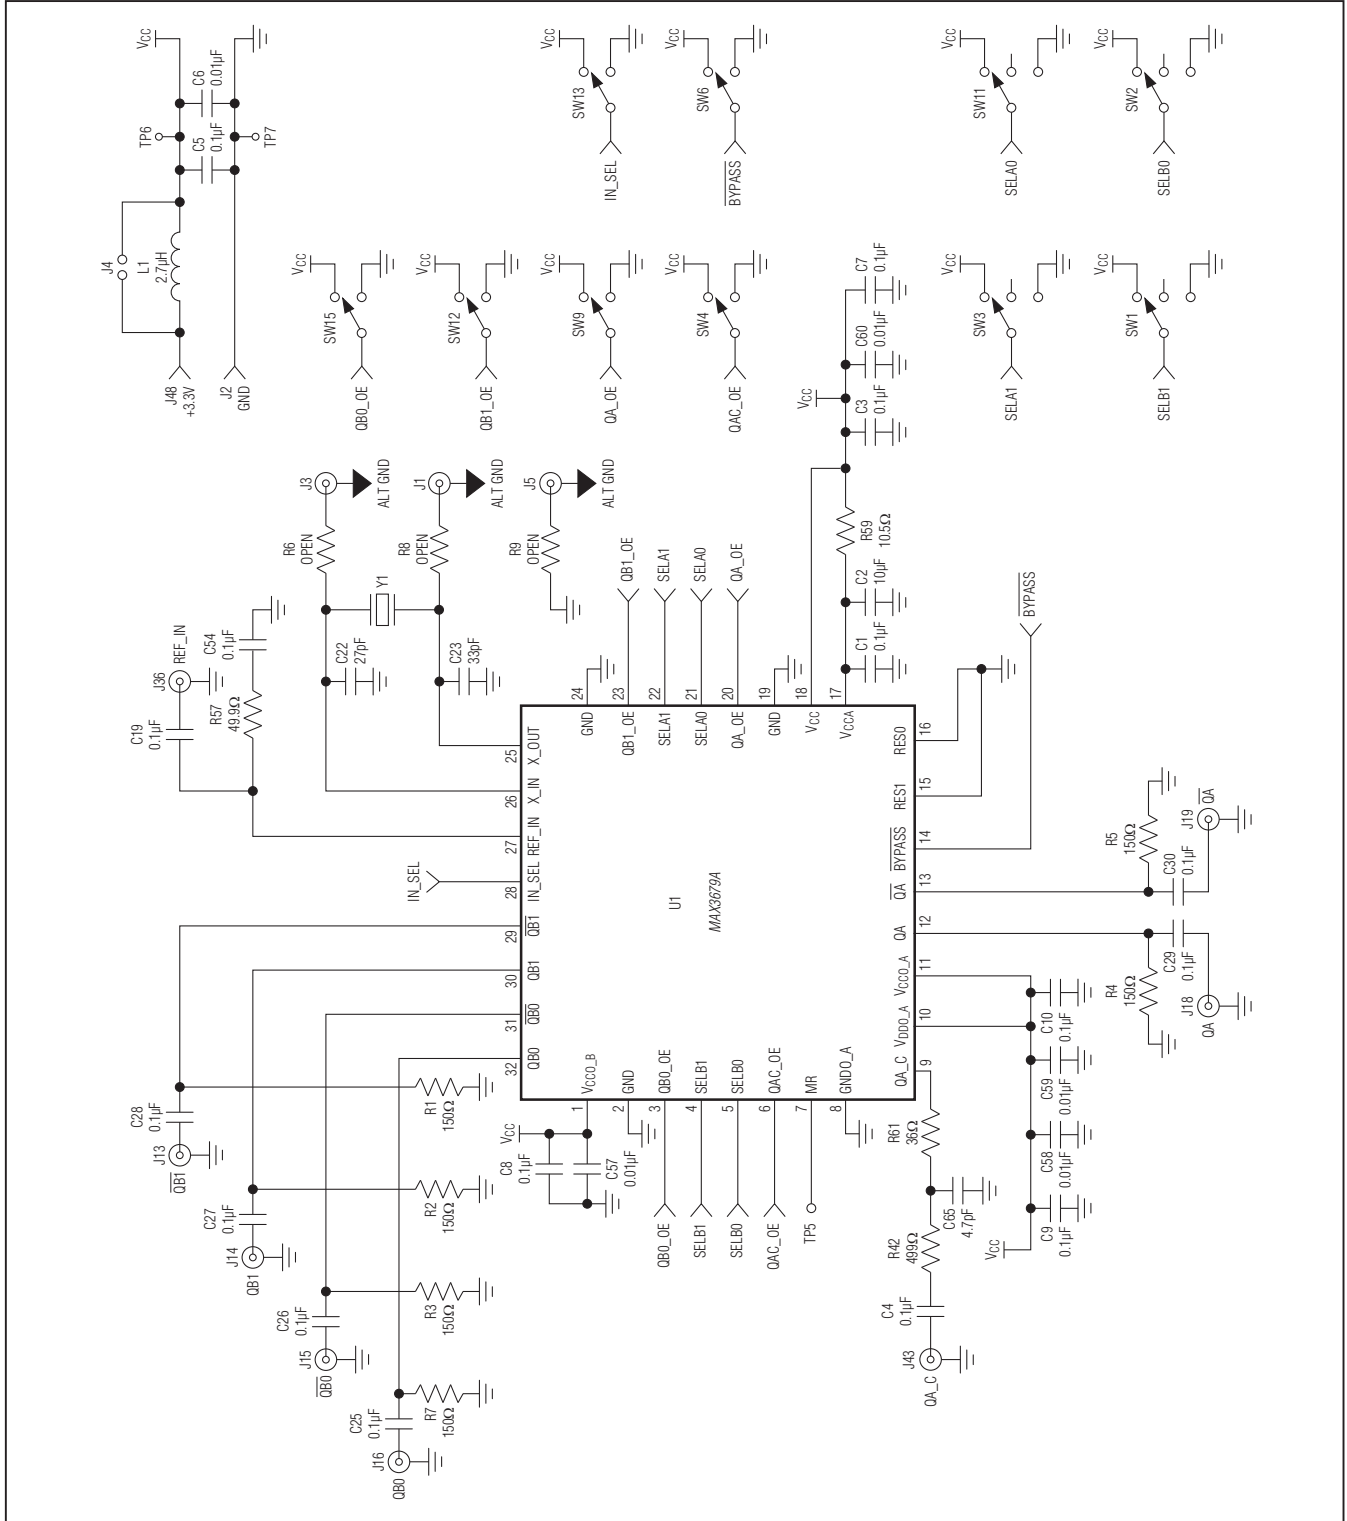 VCC
C6
0.01µF
TP6
C5
0.1µF
TP7
J4
L1
2.7µH
J48
+3.3V
J2
GND
VCC
SW13
IN_SEL
VCC
SW6
BYPASS
VCC
SW11
SELA0
VCC
SW2
SELB0
VCC
SW15
QB0_OE
VCC
SW12
QB1_OE
VCC
SW9
QA_OE
VCC
SW4
QAC_OE
VCC
SW3
SELA1
VCC
SW1
SELB1
C7
0.1µF
C60
0.01µF
VCC
C3
0.1µF
R59
10.5Ω
C2
10µF
C1
0.1µF
J3
ALT GND
R6
OPEN
J1
ALT GND
R8
OPEN
J5
ALT GND
R9
OPEN
Y1
C22
27pF
C23
33pF
REF_IN
J36
C54
0.1µF
R57
49.9Ω
C19
0.1µF
QB1_OE
SELA1
SELA0
QA_OE
BYPASS
24
GND
23
QB1_OE
22
SELA1
21
SELA0
20
QA_OE
19
GND
18
VCC
17
VCCA
25
X_OUT
26
X_IN
27
REF_IN
28
IN_SEL
29
QB1
30
QB1
31
QB0
32
QB0
IN_SEL
U1
MAX3679A
16
RES0
15
RES1
14
BYPASS
13
QA
12
QA
11
VCCO_A
10
VDDO_A
9
QA_C
1
VCCO_B
2
GND
3
QB0_OE
4
SELB1
5
SELB0
6
QAC_OE
7
MR
8
GNDO_A
R5
150Ω
C30
0.1µF
J19
QA
C29
0.1µF
R4
150Ω
J18
QA
C10
0.1µF
C59
0.01µF
C58
0.01µF
C9
0.1µF
VCC
R61
36Ω
C65
4.7pF
R42
499Ω
C4
0.1µF
J43
QA_C
VCC
C8
0.1µF
C57
0.01µF
QB0_OE
SELB1
SELB0
QAC_OE
TP5
C28
0.1µF
J13
QB1
R1
150Ω
C27
0.1µF
J14
QB1
R2
150Ω
C26
0.1µF
J15
QB0
R3
150Ω
C25
0.1µF
J16
QB0
R7
150Ω